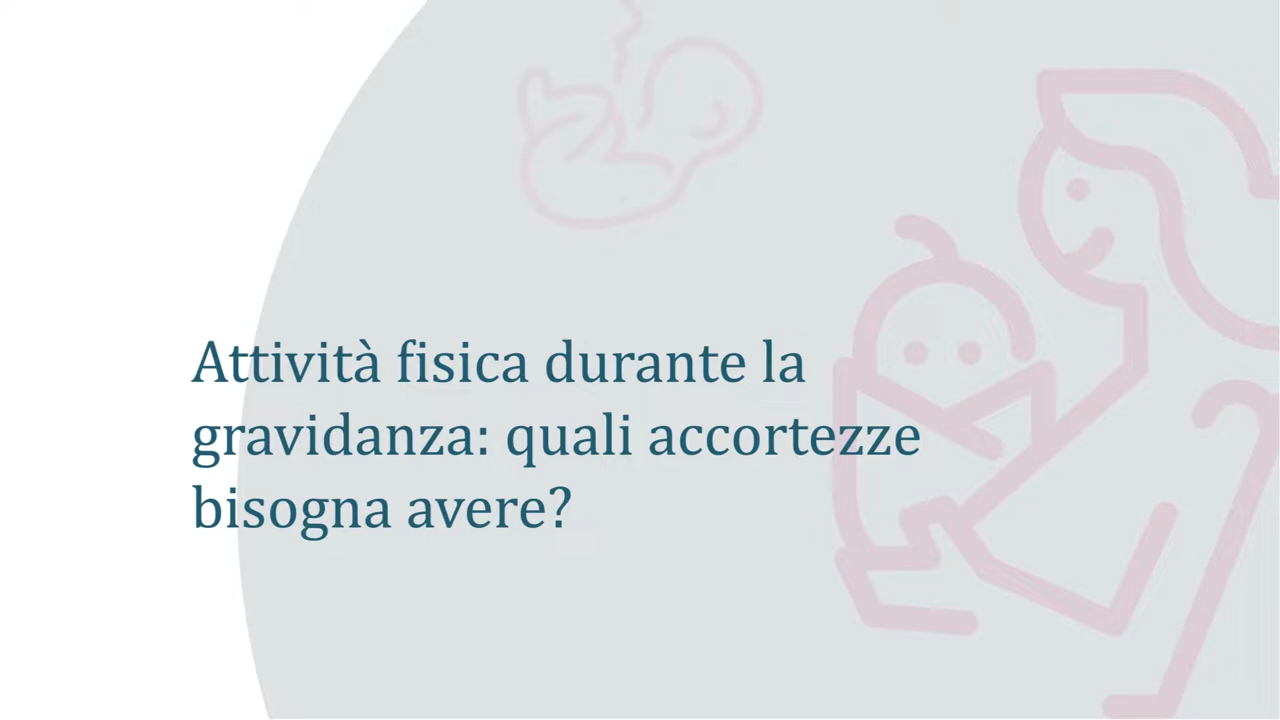 Attività fisica durante la
gravidanza: quali accortezze
bisogna avere?